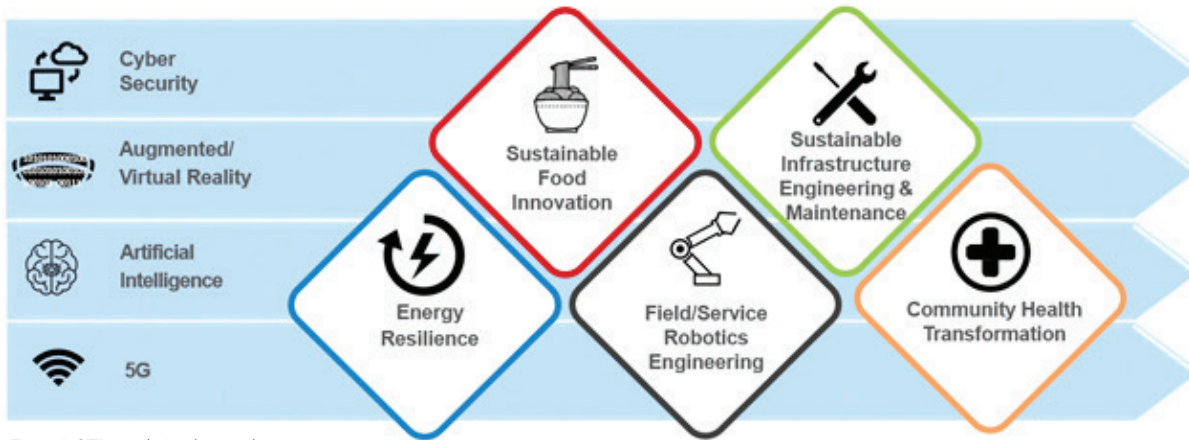 Cyber
Security
Augmented/
Virtual Reality
Artificial
Intelligence
5G
Sustainable
Food
Innovation
Sustainable
Infrastructure
Engineering &
Maintenance
Energy
Resilience
Field/Service
Robotics
Engineering
Community Health
Transformation